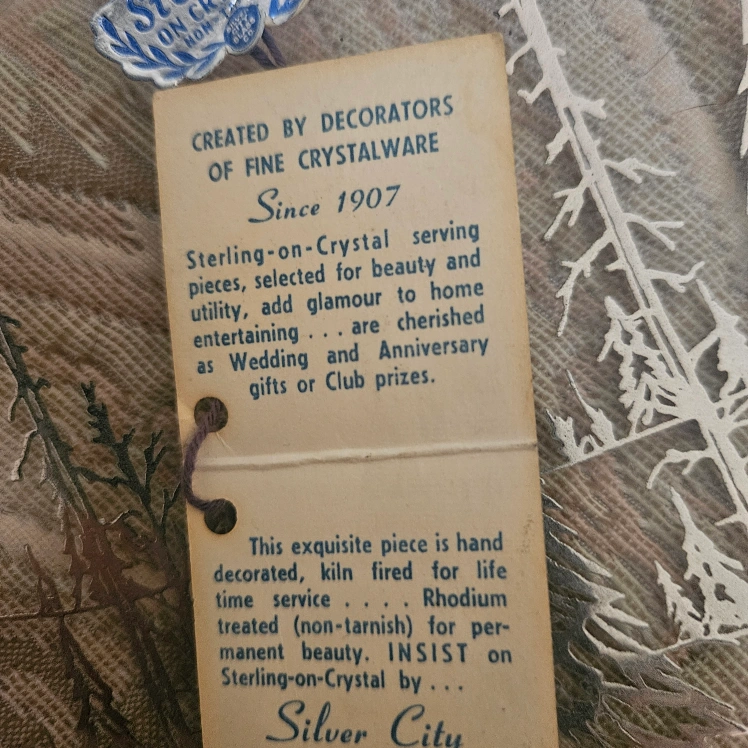 ON CR
NON-
CREATED BY DECORATORS
OF FINE CRYSTALWARE
Since 1907
Sterling-on-Crystal serving
pieces, selected for beauty and
utility, add glamour to home
entertaining . . . are cherished
as Wedding and Anniversary
gifts or Club prizes.
This exquisite piece is hand
decorated, kiln fired for life
time service . . . . Rhodium
treated (non-tarnish) for per-
manent beauty. INSIST on
Sterling-on-Crystal by . . .
Silver City